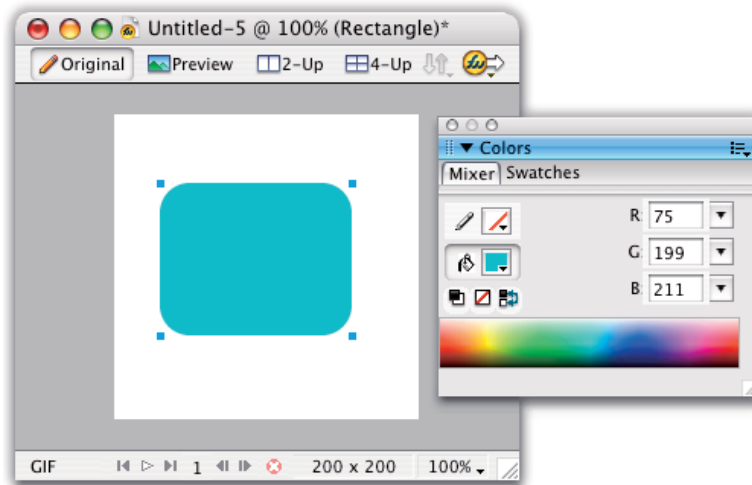 Untitled-5 @ 100% (Rectangle)*
Original Preview 2-Up 4-Up
Colors
Mixer Swatches
R: 75
G: 199
B: 211
GIF 1 200 x 200 100%